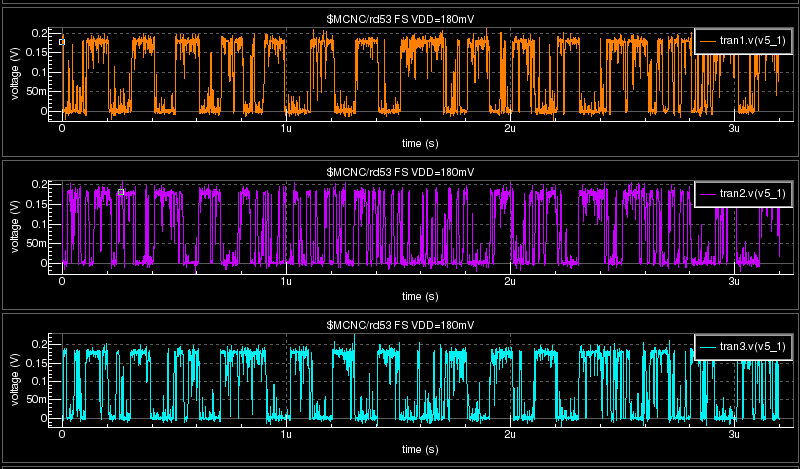 $MCNC/rd53 FS VDD=180mV
0.2
0.15
0.1
50m
0
voltage (V)
tran1.v(v5_1)
0 1u 2u 3u
time (s)
$MCNC/rd53 FS VDD=180mV
0.2
0.15
0.1
50m
0
voltage (V)
tran2.v(v5_1)
0 1u 2u 3u
time (s)
$MCNC/rd53 FS VDD=180mV
0.2
0.15
0.1
50m
0
voltage (V)
tran3.v(v5_1)
0 1u 2u 3u
time (s)